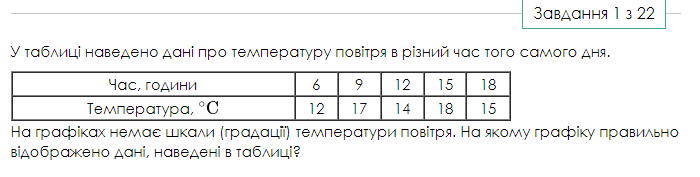 Завдання 1 з 22
У таблиці наведено дані про температуру повітря в різний час того самого дня.
Час, години 6 9 12 15 18
Температура, °C 12 17 14 18 15
На графіках немає шкали (градації) температури повітря. На якому графіку правильно
відображено дані, наведені в таблиці?